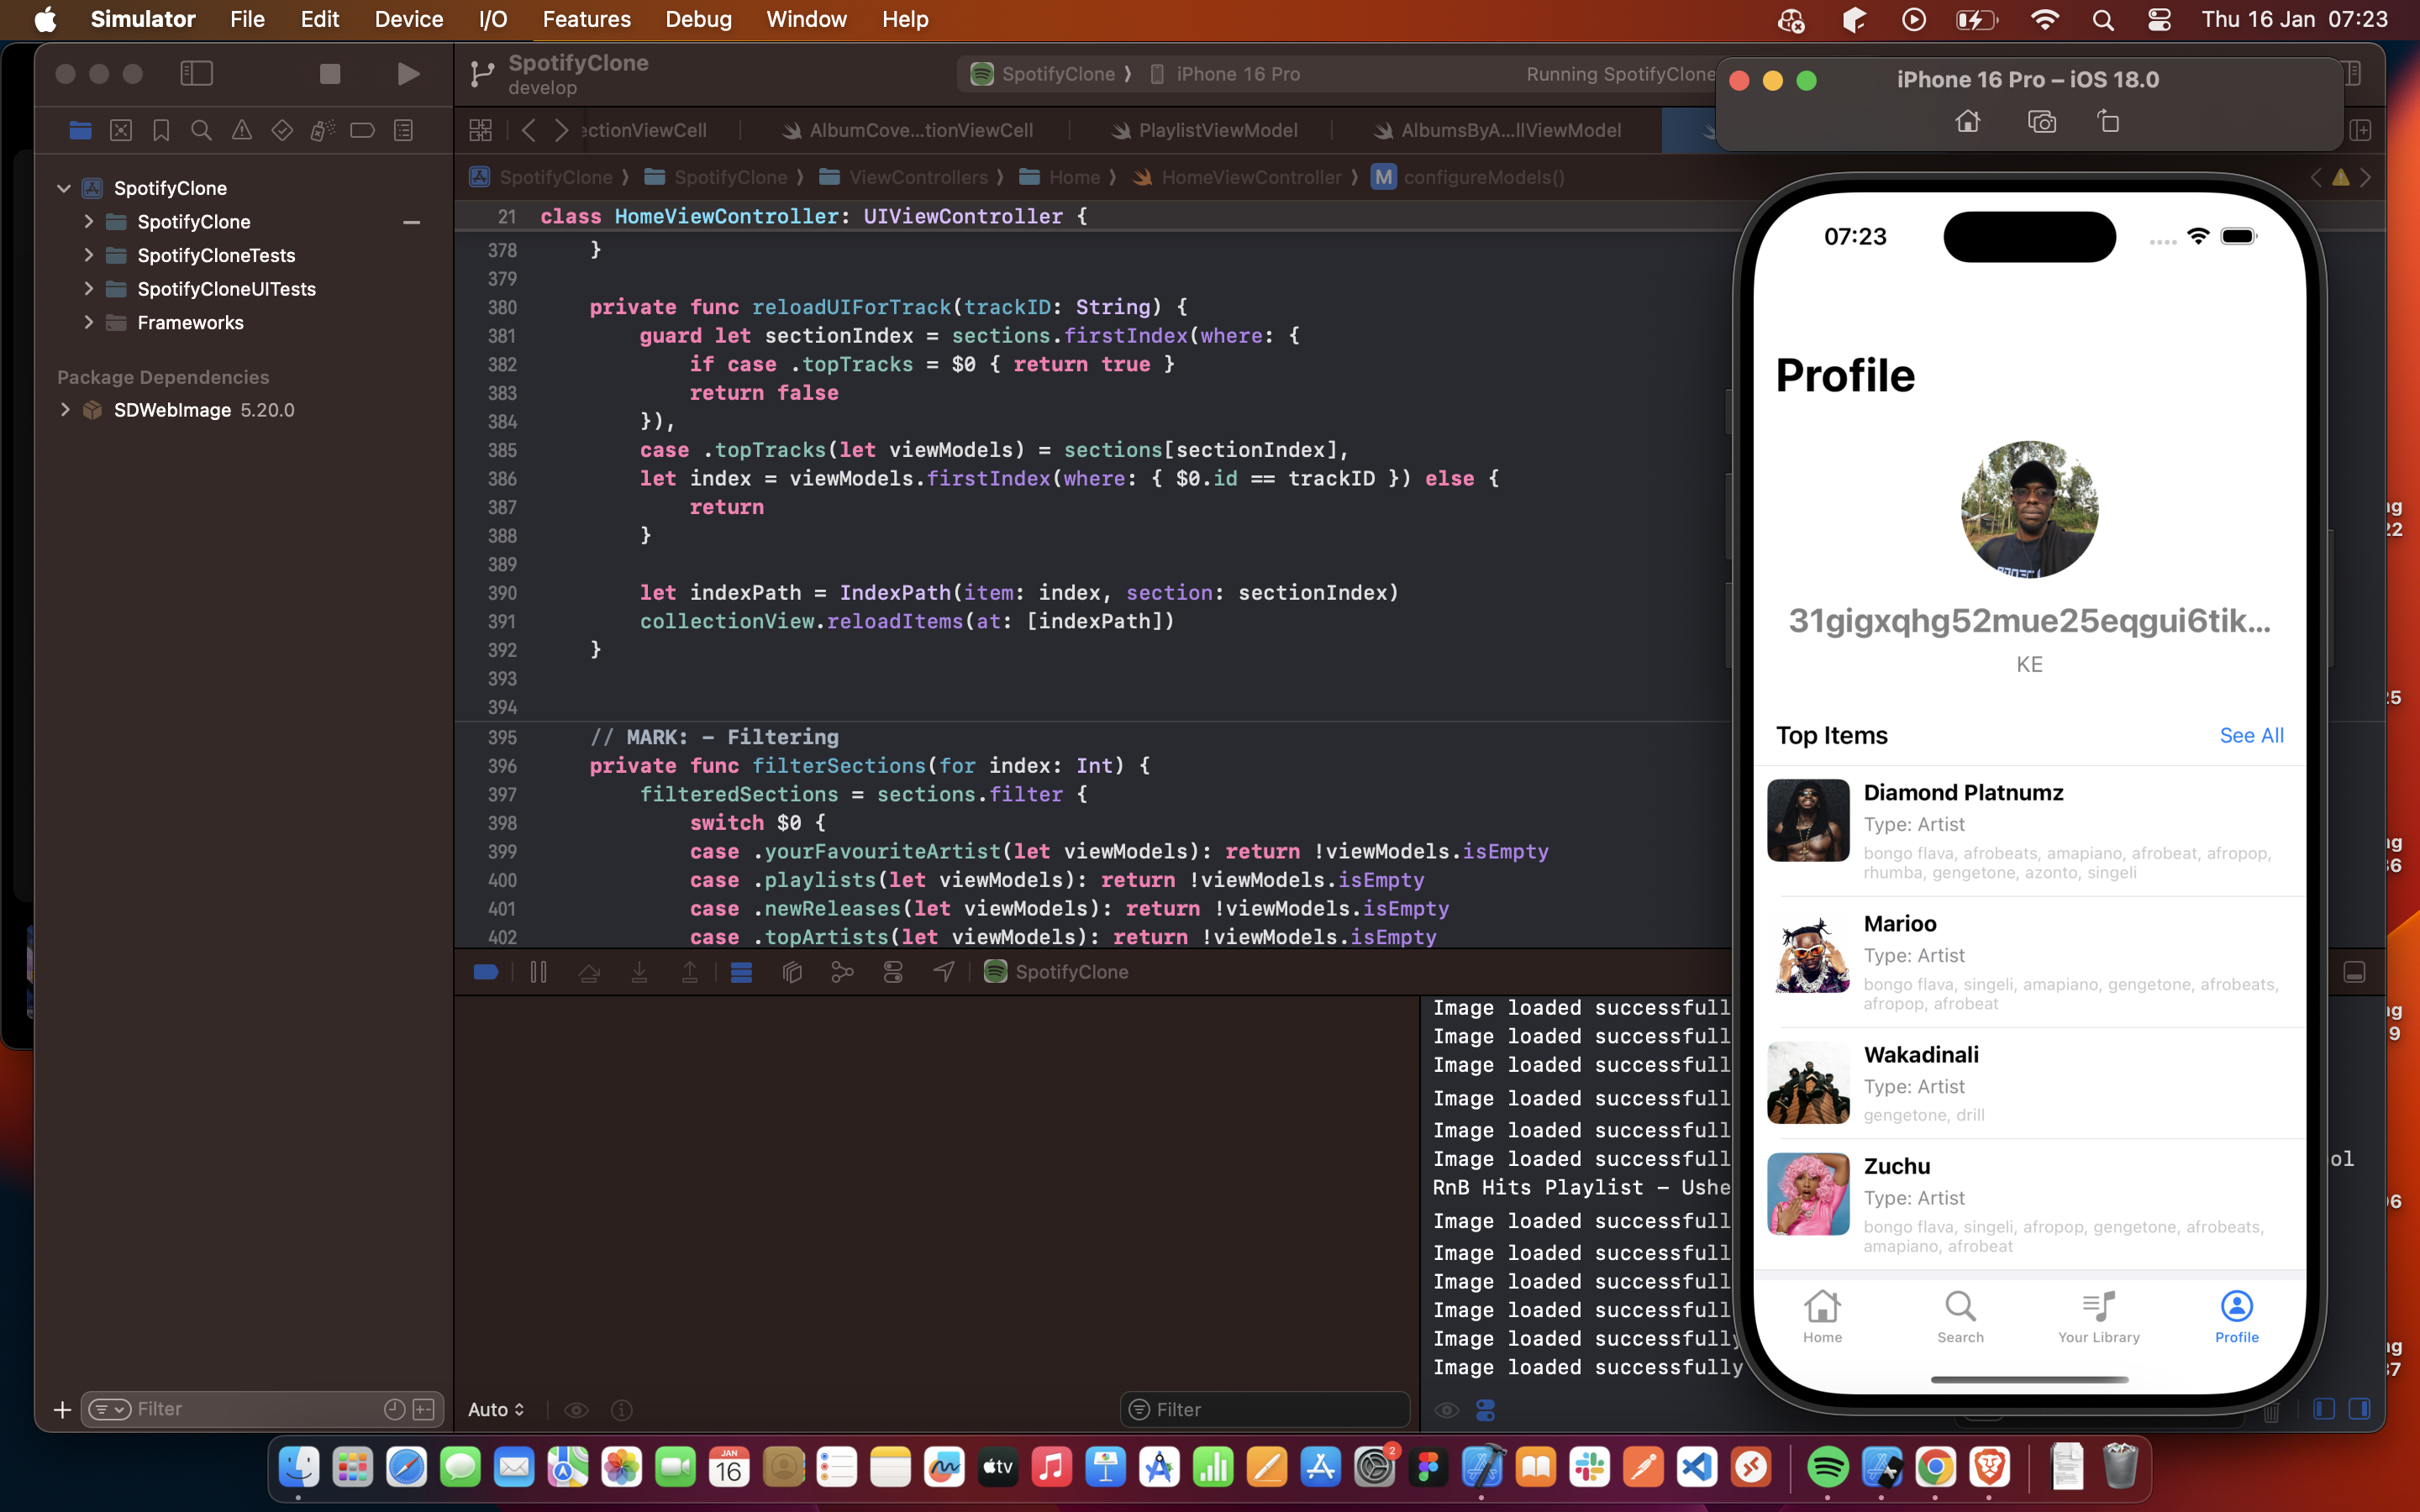 Simulator File Edit Device I/O Features Debug Window Help
Thu 16 Jan 07:23
SpotifyClone
develop
SpotifyClone ⟩ iPhone 16 Pro
Running SpotifyClone
iPhone 16 Pro – iOS 18.0
ectionViewCell
AlbumCove...tionViewCell
PlaylistViewModel
AlbumsByA...llViewModel
SpotifyClone ⟩ SpotifyClone ⟩ ViewControllers ⟩ Home ⟩ HomeViewController ⟩ M configureModels()
SpotifyClone
SpotifyClone
SpotifyCloneTests
SpotifyCloneUITests
Frameworks
Package Dependencies
SDWebImage 5.20.0
21 class HomeViewController: UIViewController {
378 }
379
380 private func reloadUIForTrack(trackID: String) {
381 guard let sectionIndex = sections.firstIndex(where: {
382 if case .topTracks = $0 { return true }
383 return false
384 }),
385 case .topTracks(let viewModels) = sections[sectionIndex],
386 let index = viewModels.firstIndex(where: { $0.id == trackID }) else {
387 return
388 }
389
390 let indexPath = IndexPath(item: index, section: sectionIndex)
391 collectionView.reloadItems(at: [indexPath])
392 }
393
394
395 // MARK: - Filtering
396 private func filterSections(for index: Int) {
397 filteredSections = sections.filter {
398 switch $0 {
399 case .yourFavouriteArtist(let viewModels): return !viewModels.isEmpty
400 case .playlists(let viewModels): return !viewModels.isEmpty
401 case .newReleases(let viewModels): return !viewModels.isEmpty
402 case .topArtists(let viewModels): return !viewModels.isEmpty
SpotifyClone
Image loaded successfull
Image loaded successfull
Image loaded successfull
Image loaded successfull
Image loaded successfull
Image loaded successfull
RnB Hits Playlist – Ushe
Image loaded successfull
Image loaded successfull
Image loaded successfull
Image loaded successfull
Image loaded successfully
Image loaded successfully
ol
Filter
Auto
Filter
07:23
Profile
31gigxqhg52mue25eqgui6tik...
KE
Top Items
See All
Diamond Platnumz
Type: Artist
bongo flava, afrobeats, amapiano, afrobeat, afropop,
rhumba, gengetone, azonto, singeli
Marioo
Type: Artist
bongo flava, singeli, amapiano, gengetone, afrobeats,
afropop, afrobeat
Wakadinali
Type: Artist
gengetone, drill
Zuchu
Type: Artist
bongo flava, singeli, afropop, gengetone, afrobeats,
amapiano, afrobeat
Home
Search
Your Library
Profile
JAN
16
tv
2